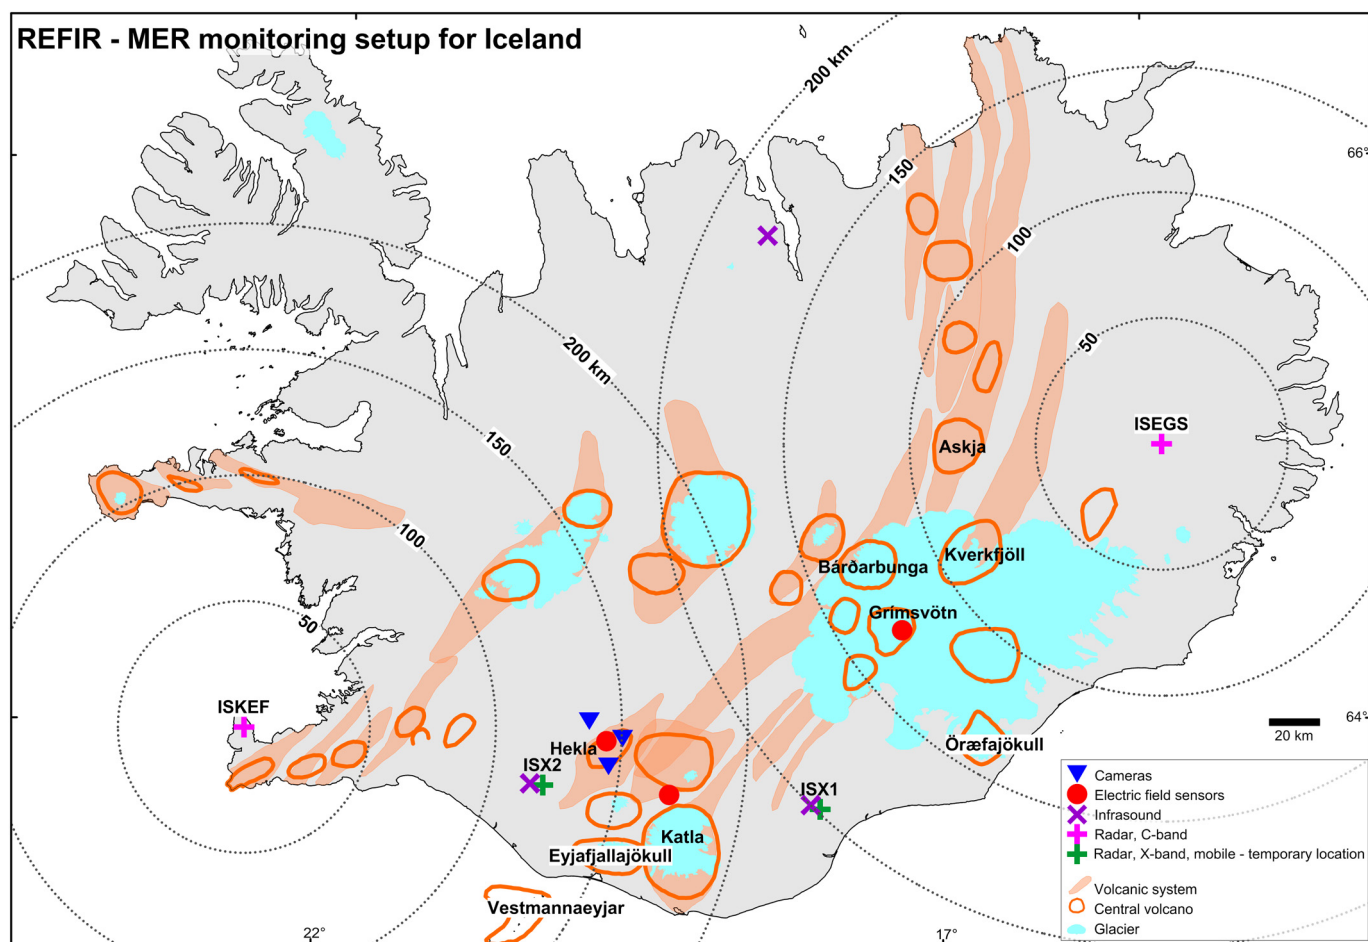 REFIR - MER monitoring setup for Iceland
200 km
150
100
50
66°
200 km
150
100
50
ISEGS
Askja
Bárðarbunga
Kverkfjöll
Grímsvötn
ISKEF
Hekla
ISX2
ISX1
Öræfajökull
64°
20 km
Katla
Eyjafjallajökull
Vestmannaeyjar
22°
17°
Cameras
Electric field sensors
Infrasound
Radar, C-band
Radar, X-band, mobile - temporary location
Volcanic system
Central volcano
Glacier